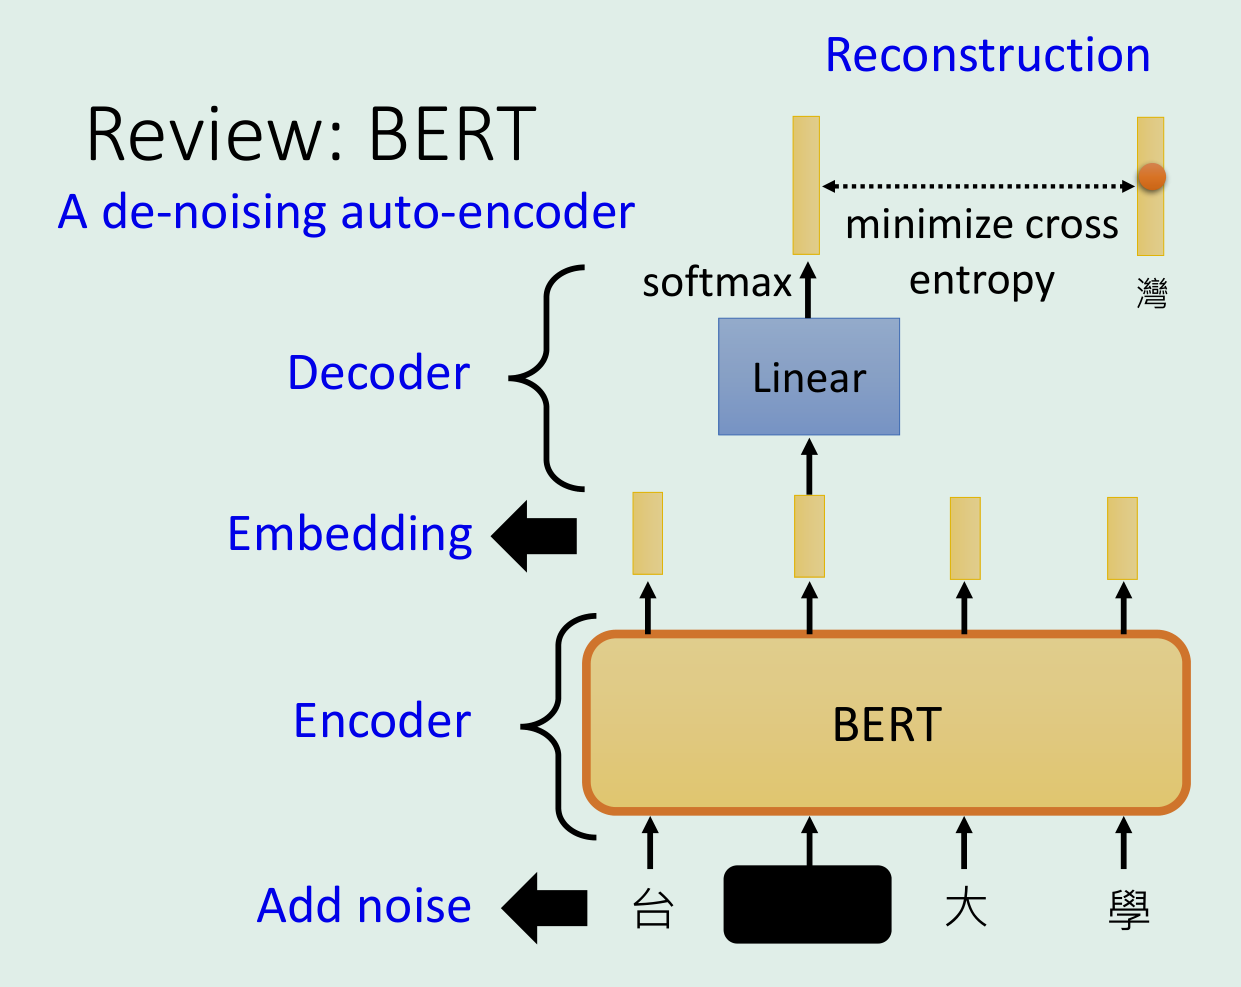 Reconstruction
Review: BERT
A de-noising auto-encoder
minimize cross
entropy
softmax
灣
Decoder
Linear
Embedding
Encoder
BERT
Add noise
台 大 學